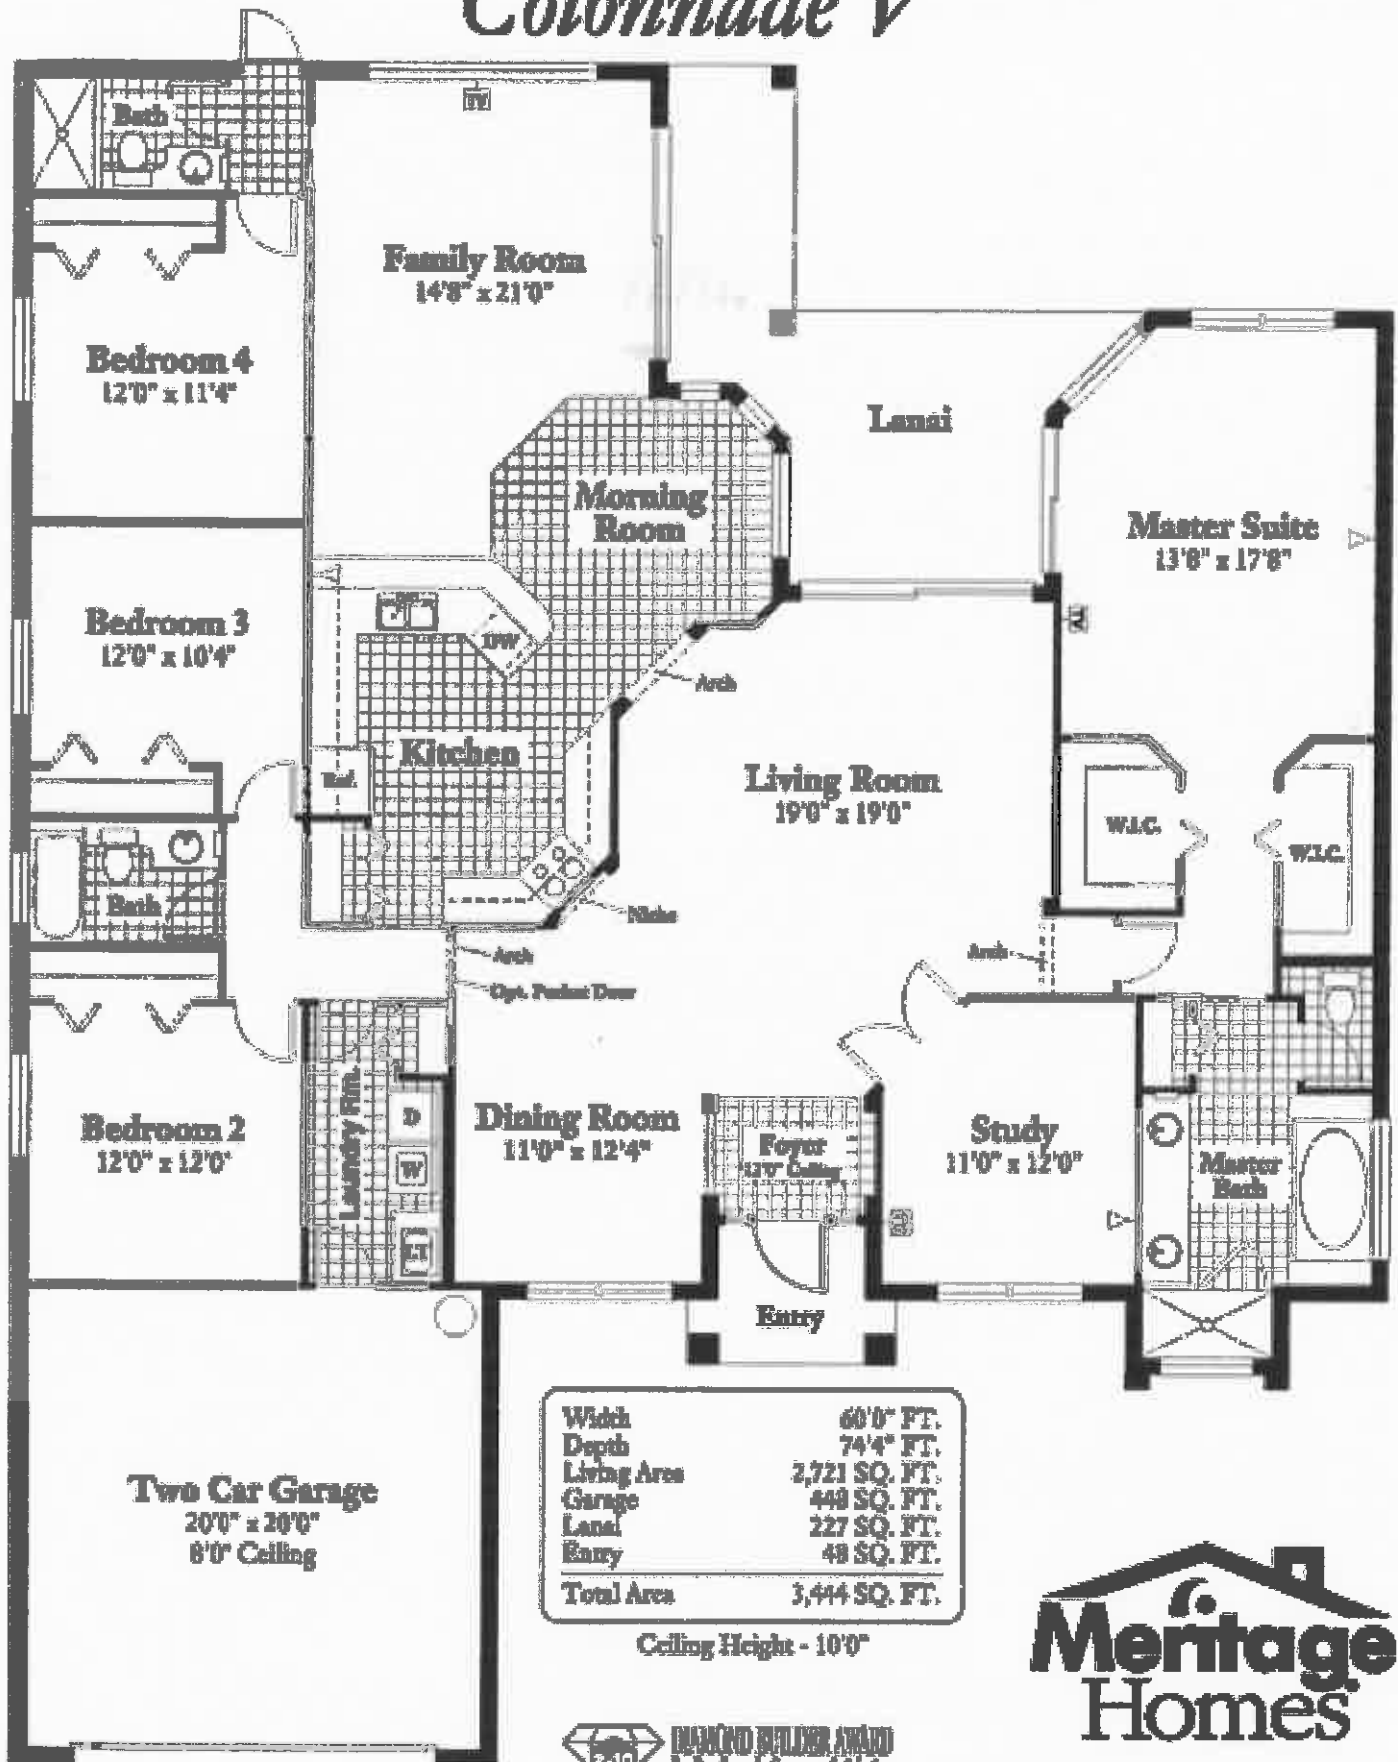 Colonnade V
Bath
TV
Family Room
14'8" x 21'0"
Bedroom 4
12'0" x 11'4"
Lanai
Morning
Room
Master Suite
13'8" x 17'8"
Bedroom 3
12'0" x 10'4"
DW
TV
Arch
Kitchen
Ref.
Living Room
19'0" x 19'0"
W.I.C.
W.I.C.
Bath
Niche
Arch
Arch
Opt. Pocket Door
Laundry Rm.
D
W
LT
Bedroom 2
12'0" x 12'0"
Dining Room
11'0" x 12'4"
Foyer
12'0" Ceiling
Study
11'0" x 12'0"
Master
Bath
Entry
Width 60'0" FT.
Depth 74'4" FT.
Living Area 2,721 SQ. FT.
Garage 448 SQ. FT.
Lanai 227 SQ. FT.
Entry 48 SQ. FT.
Total Area 3,444 SQ. FT.
Ceiling Height - 10'0"
Two Car Garage
20'0" x 20'0"
8'0" Ceiling
Meritage
Homes
DIAMOND BUILDER AWARD